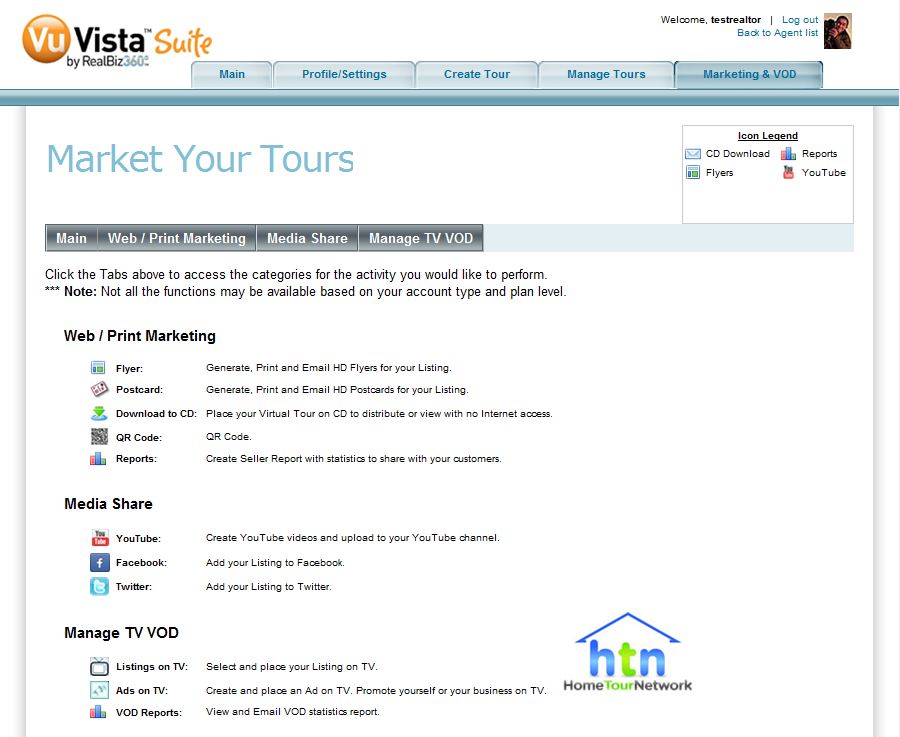 Vu Vista™ Suite
by RealBiz360
Welcome, testrealtor | Log out
Back to Agent list
Main Profile/Settings Create Tour Manage Tours Marketing & VOD
Market Your Tours
Icon Legend
CD Download Reports
Flyers YouTube
Main Web / Print Marketing Media Share Manage TV VOD
Click the Tabs above to access the categories for the activity you would like to perform.
*** Note: Not all the functions may be available based on your account type and plan level.
Web / Print Marketing
Flyer: Generate, Print and Email HD Flyers for your Listing.
Postcard: Generate, Print and Email HD Postcards for your Listing.
Download to CD: Place your Virtual Tour on CD to distribute or view with no Internet access.
QR Code: QR Code.
Reports: Create Seller Report with statistics to share with your customers.
Media Share
You Tube YouTube: Create YouTube videos and upload to your YouTube channel.
f Facebook: Add your Listing to Facebook.
t Twitter: Add your Listing to Twitter.
Manage TV VOD
Listings on TV: Select and place your Listing on TV.
Ads on TV: Create and place an Ad on TV. Promote yourself or your business on TV.
VOD Reports: View and Email VOD statistics report.
htn
HomeTourNetwork